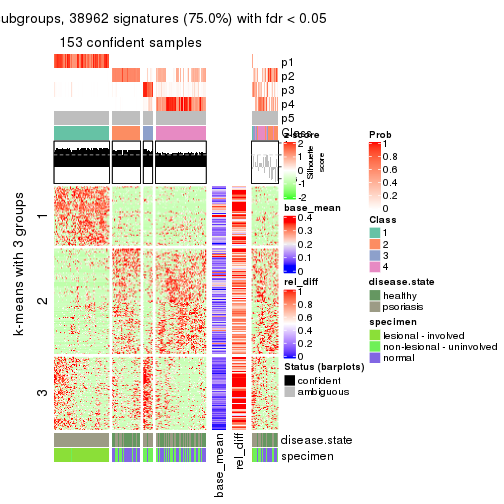 ubgroups, 38962 signatures (75.0%) with fdr < 0.05
153 confident samples
p1
p2
p3
p4
p5
Class
z-score
2
1
0
-1
-2
Silhouette
score
Prob
1
0.8
0.6
0.4
0.2
0
base_mean
0.4
0.3
0.2
0.1
0
Class
1
2
3
4
rel_diff
1
0.8
0.6
0.4
0.2
0
disease.state
healthy
psoriasis
specimen
lesional - involved
non-lesional - uninvolved
normal
Status (barplots)
confident
ambiguous
k-means with 3 groups
1
2
3
disease.state
specimen
base_mean
rel_diff